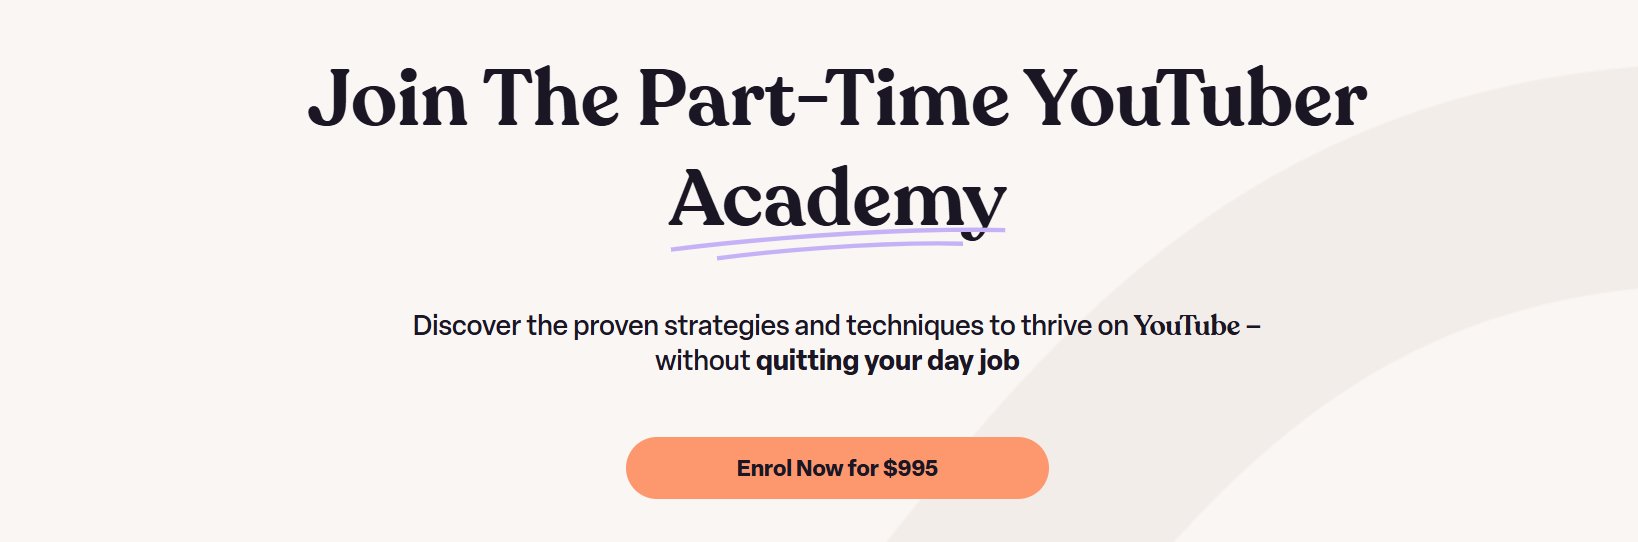 Join The Part-Time YouTuber
Academy
Discover the proven strategies and techniques to thrive on YouTube –
without quitting your day job
Enrol Now for $995